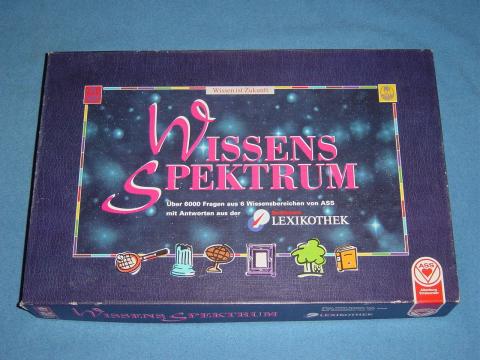 Wissen ist Zukunft
WISSENS
SPEKTRUM
Über 6000 Fragen aus 6 Wissensbereichen von ASS
mit Antworten aus der
LEXIKOTHEK
ASS
WISSENS SPEKTRUM
LEXIKOTHEK